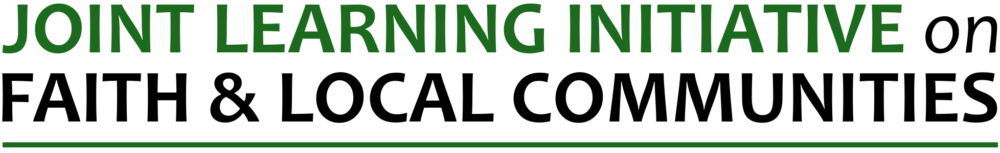 JOINT LEARNING INITIATIVE on
FAITH & LOCAL COMMUNITIES